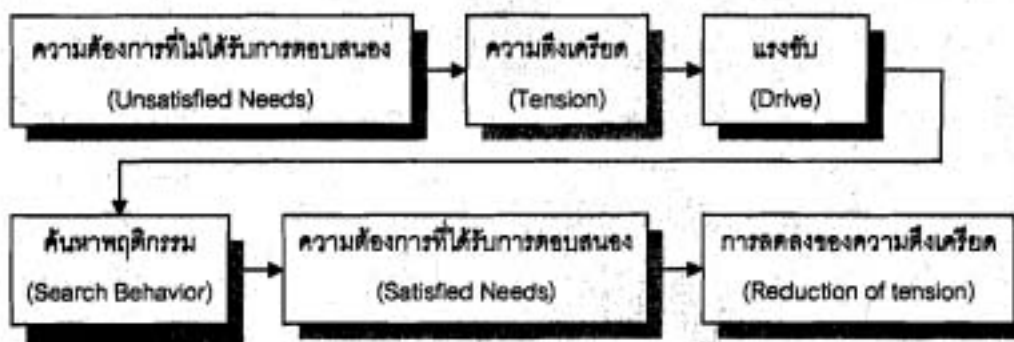 ความต้องการที่ไม่ได้รับการตอบสนอง
(Unsatisfied Needs)
ความตึงเครียด
(Tension)
แรงขับ
(Drive)
ค้นหาพฤติกรรม
(Search Behavior)
ความต้องการที่ได้รับการตอบสนอง
(Satisfied Needs)
การลดลงของความตึงเครียด
(Reduction of tension)